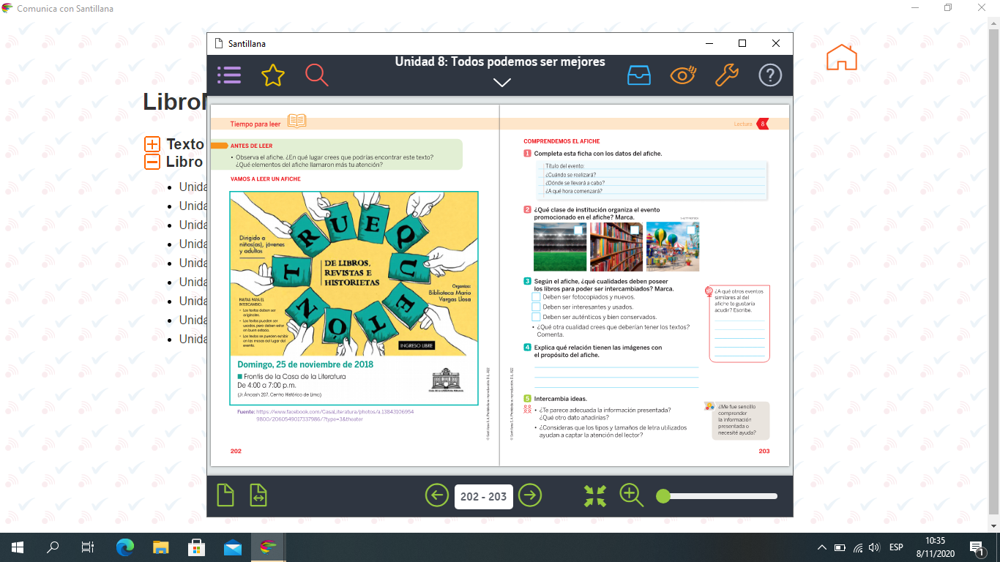 Comunica con Santillana
Santillana
Unidad 8: Todos podemos ser mejores
Texto
Libro
Unida
Unida
Unida
Unida
Unida
Unida
Unida
Unida
Unida
Tiempo para leer
ANTES DE LEER
• Observa el afiche. ¿En qué lugar crees que podrías encontrar este texto?
¿Qué elementos del afiche llamaron más tu atención?
VAMOS A LEER UN AFICHE
TRUEQUE
Dirigido a
niños(as), jóvenes
y adultos
DE LIBROS,
REVISTAS E
HISTORIETAS
Organiza:
Biblioteca Mario
Vargas Llosa
PAUTAS PARA EL
INTERCAMBIO:
• Los textos deben ser
originales.
• Los textos pueden ser
usados, pero deben estar
en buen estado.
• Los textos se pueden exhibir
en las mesas del lugar del
evento.
INGRESO LIBRE
Domingo, 25 de noviembre de 2018
Frontis de la Casa de la Literatura
De 4:00 a 7:00 p.m.
(Jr. Áncash 207, Centro Histórico de Lima)
CASA DE LA LITERATURA PERUANA
Fuente: https://www.facebook.com/CasaLiteratura/photos/a.13843106954
9800/2060549017337986/?type=3&theater
© Santillana S. A. Prohibida su reproducción. D. L. 822
202
Lectura 8
COMPRENDEMOS EL AFICHE
1 Completa esta ficha con los datos del afiche.
Título del evento:
¿Cuándo se realizará?
¿Dónde se llevará a cabo?
¿A qué hora comenzará?
2 ¿Qué clase de institución organiza el evento
promocionado en el afiche? Marca.
3 Según el afiche, ¿qué cualidades deben poseer
los libros para poder ser intercambiados? Marca.
Deben ser fotocopiados y nuevos.
Deben ser interesantes y usados.
Deben ser auténticos y bien conservados.
• ¿Qué otra cualidad crees que deberían tener los textos?
Comenta.
¿A qué otros eventos
similares al del
afiche te gustaría
acudir? Escribe.
4 Explica qué relación tienen las imágenes con
el propósito del afiche.
5 Intercambia ideas.
• ¿Te parece adecuada la información presentada?
¿Qué otro dato añadirías?
• ¿Consideras que los tipos y tamaños de letra utilizados
ayudan a captar la atención del lector?
¿Me fue sencillo
comprender
la información
presentada o
necesité ayuda?
© Santillana S. A. Prohibida su reproducción. D. L. 822
203
202 - 203
ESP
10:35
8/11/2020
1